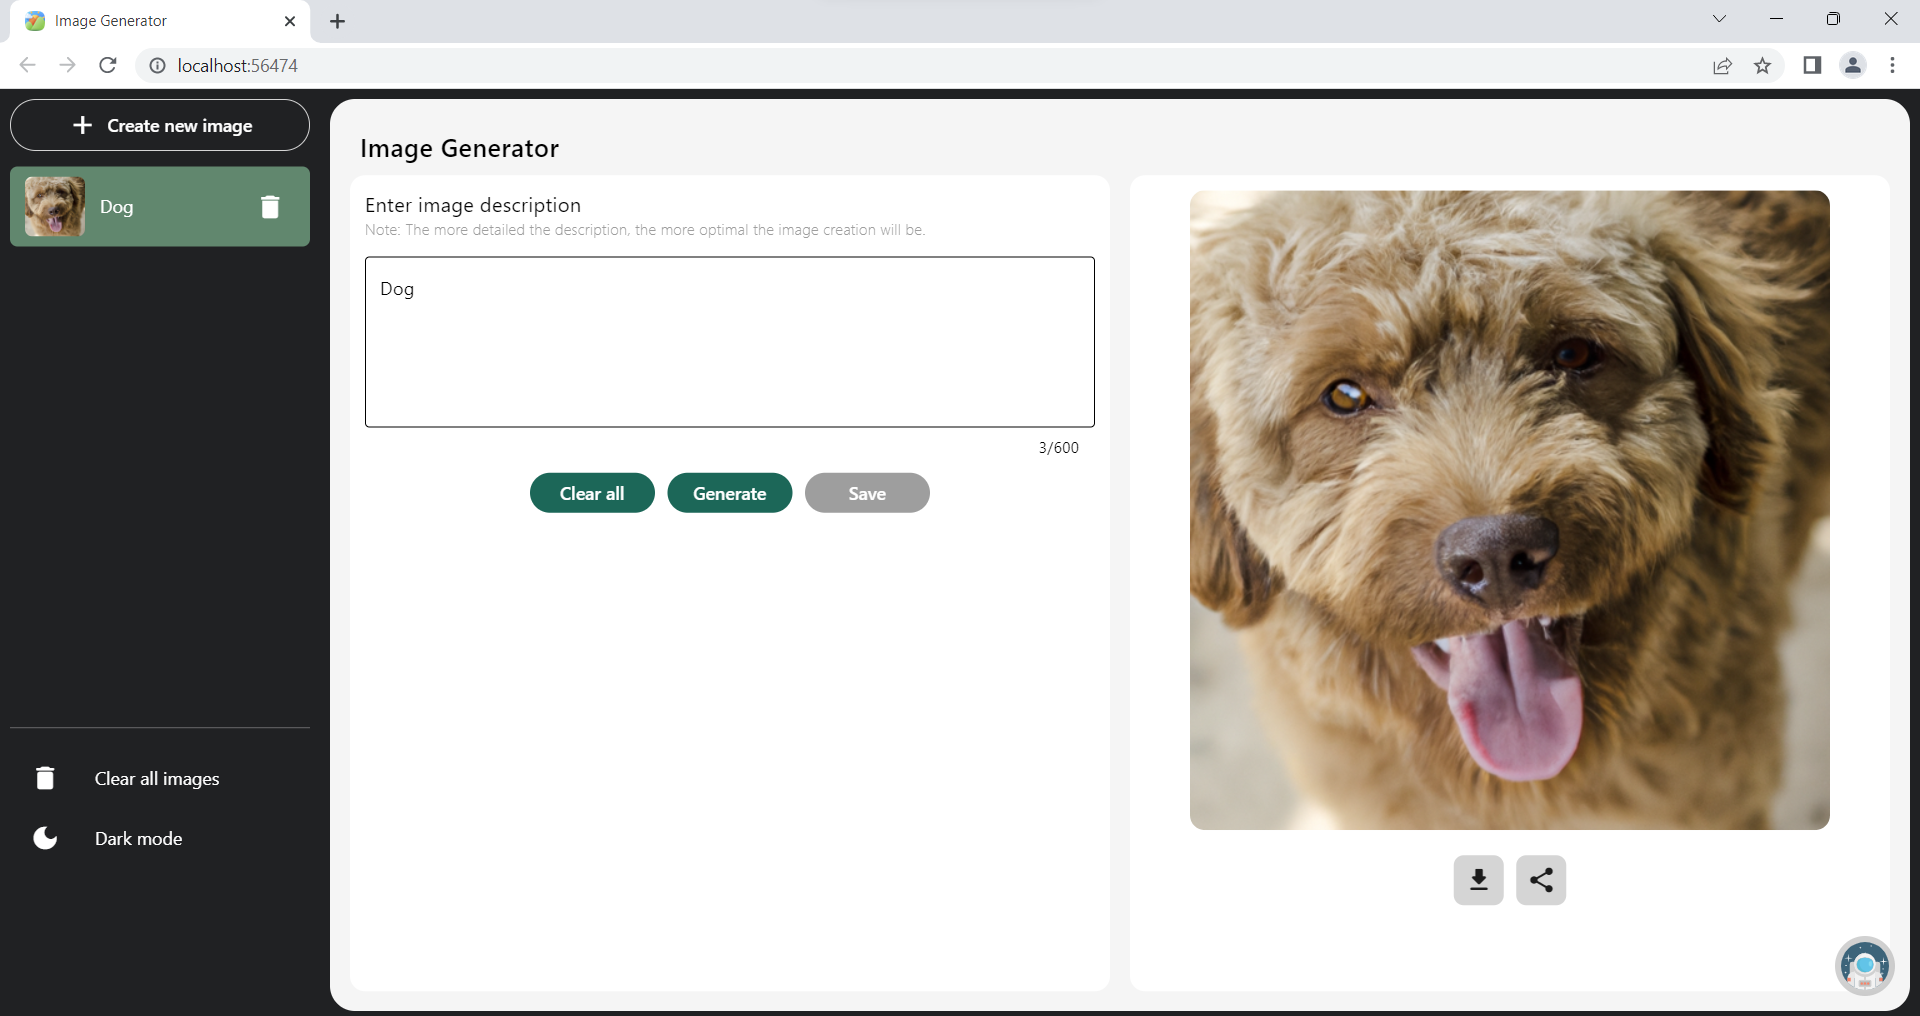 Image Generator
localhost:56474
Create new image
Dog
Clear all images
Dark mode
Image Generator
Enter image description
Note: The more detailed the description, the more optimal the image creation will be.
Dog
3/600
Clear all
Generate
Save